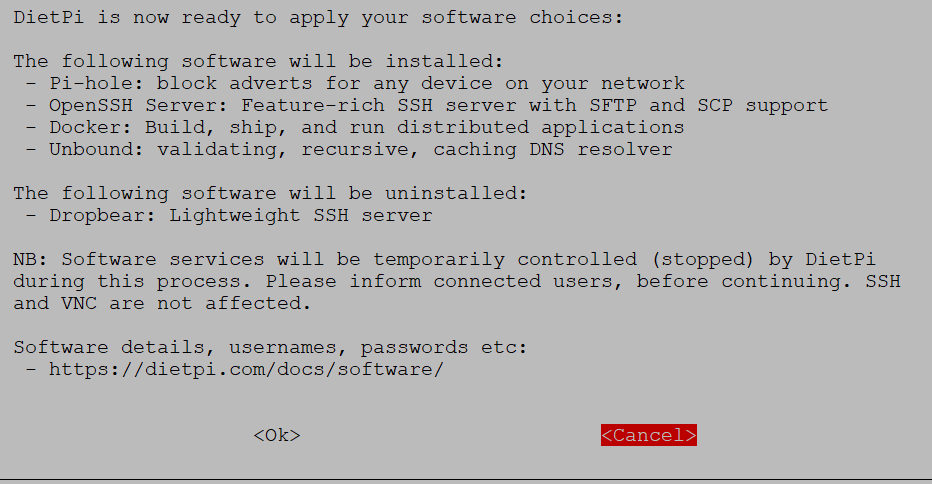 DietPi is now ready to apply your software choices:
The following software will be installed:
- Pi-hole: block adverts for any device on your network
- OpenSSH Server: Feature-rich SSH server with SFTP and SCP support
- Docker: Build, ship, and run distributed applications
- Unbound: validating, recursive, caching DNS resolver
The following software will be uninstalled:
- Dropbear: Lightweight SSH server
NB: Software services will be temporarily controlled (stopped) by DietPi
during this process. Please inform connected users, before continuing. SSH
and VNC are not affected.
Software details, usernames, passwords etc:
- https://dietpi.com/docs/software/
<Ok> <Cancel>